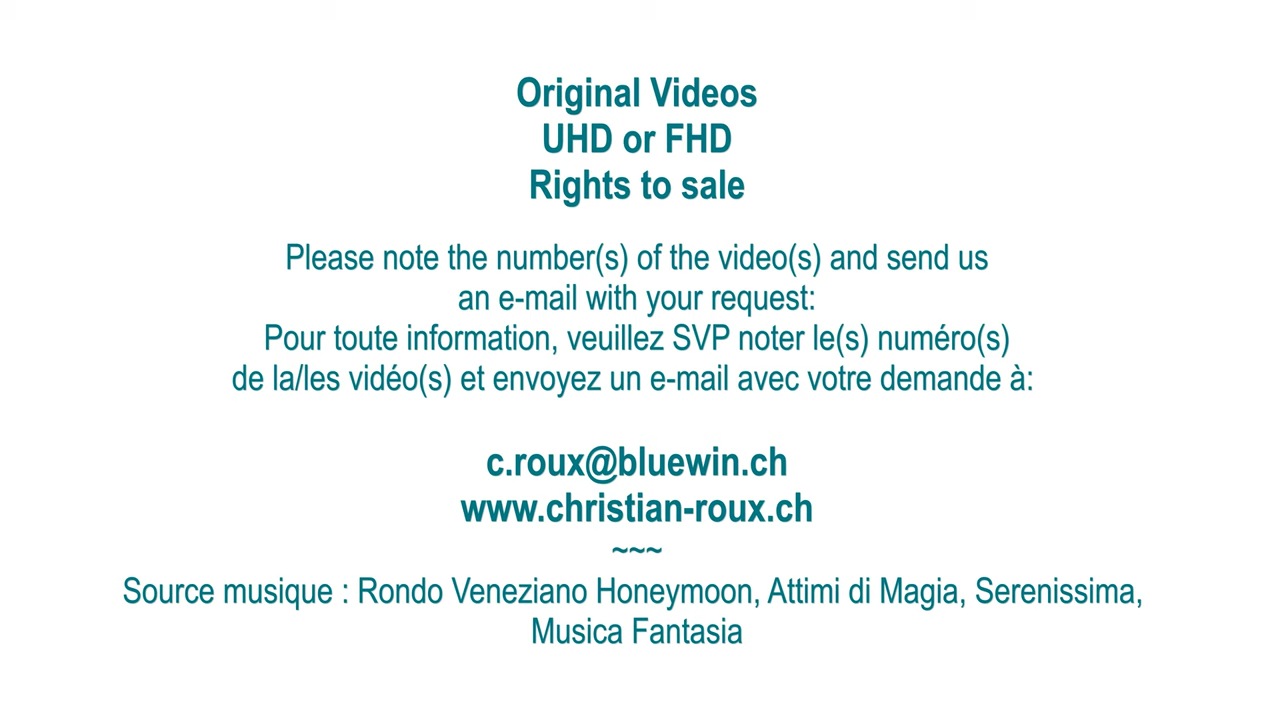 Original Videos
UHD or FHD
Rights to sale
Please note the number(s) of the video(s) and send us
an e-mail with your request:
Pour toute information, veuillez SVP noter le(s) numéro(s)
de la/les vidéo(s) et envoyez un e-mail avec votre demande à:
c.roux@bluewin.ch
www.christian-roux.ch
~~~
Source musique : Rondo Veneziano Honeymoon, Attimi di Magia, Serenissima,
Musica Fantasia